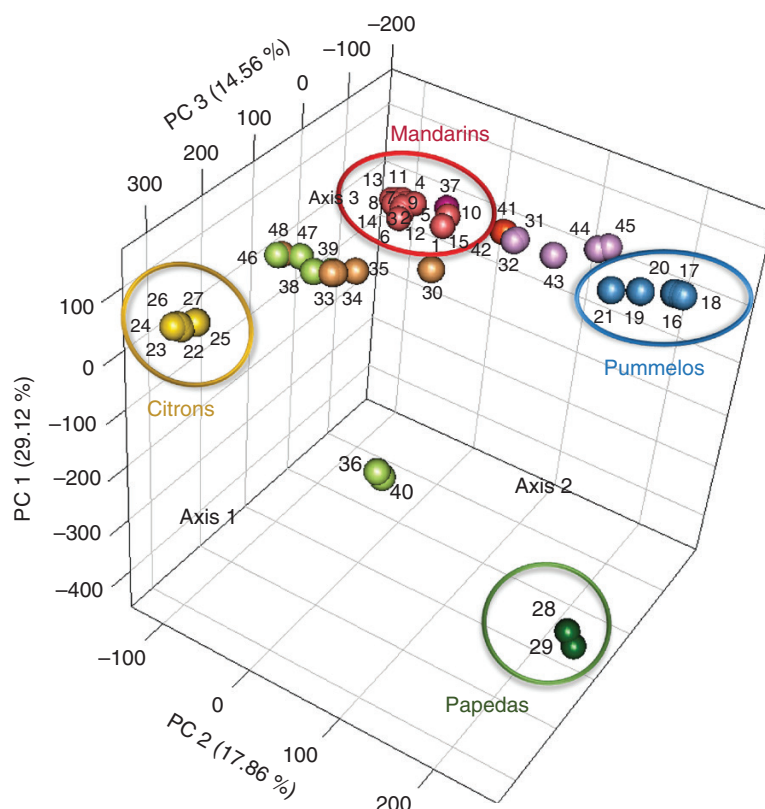 −200
−100
0
100
200
300
PC 3 (14.56 %)
Mandarins
13 11 4 37
Axis 3 8 7 9 10 41
14 3 2 5 31 44 45
6 12 1 15 42
48 47 32 43
46 39 35
38 33 34 30
20 17
18
21 19 16
Pummelos
26 27
24 25
23 22
Citrons
100
0
−100
−200
−300
−400
PC 1 (29.12 %)
36
40
Axis 2
Axis 1
28
29
Papedas
−100
0
100
200
PC 2 (17.86 %)